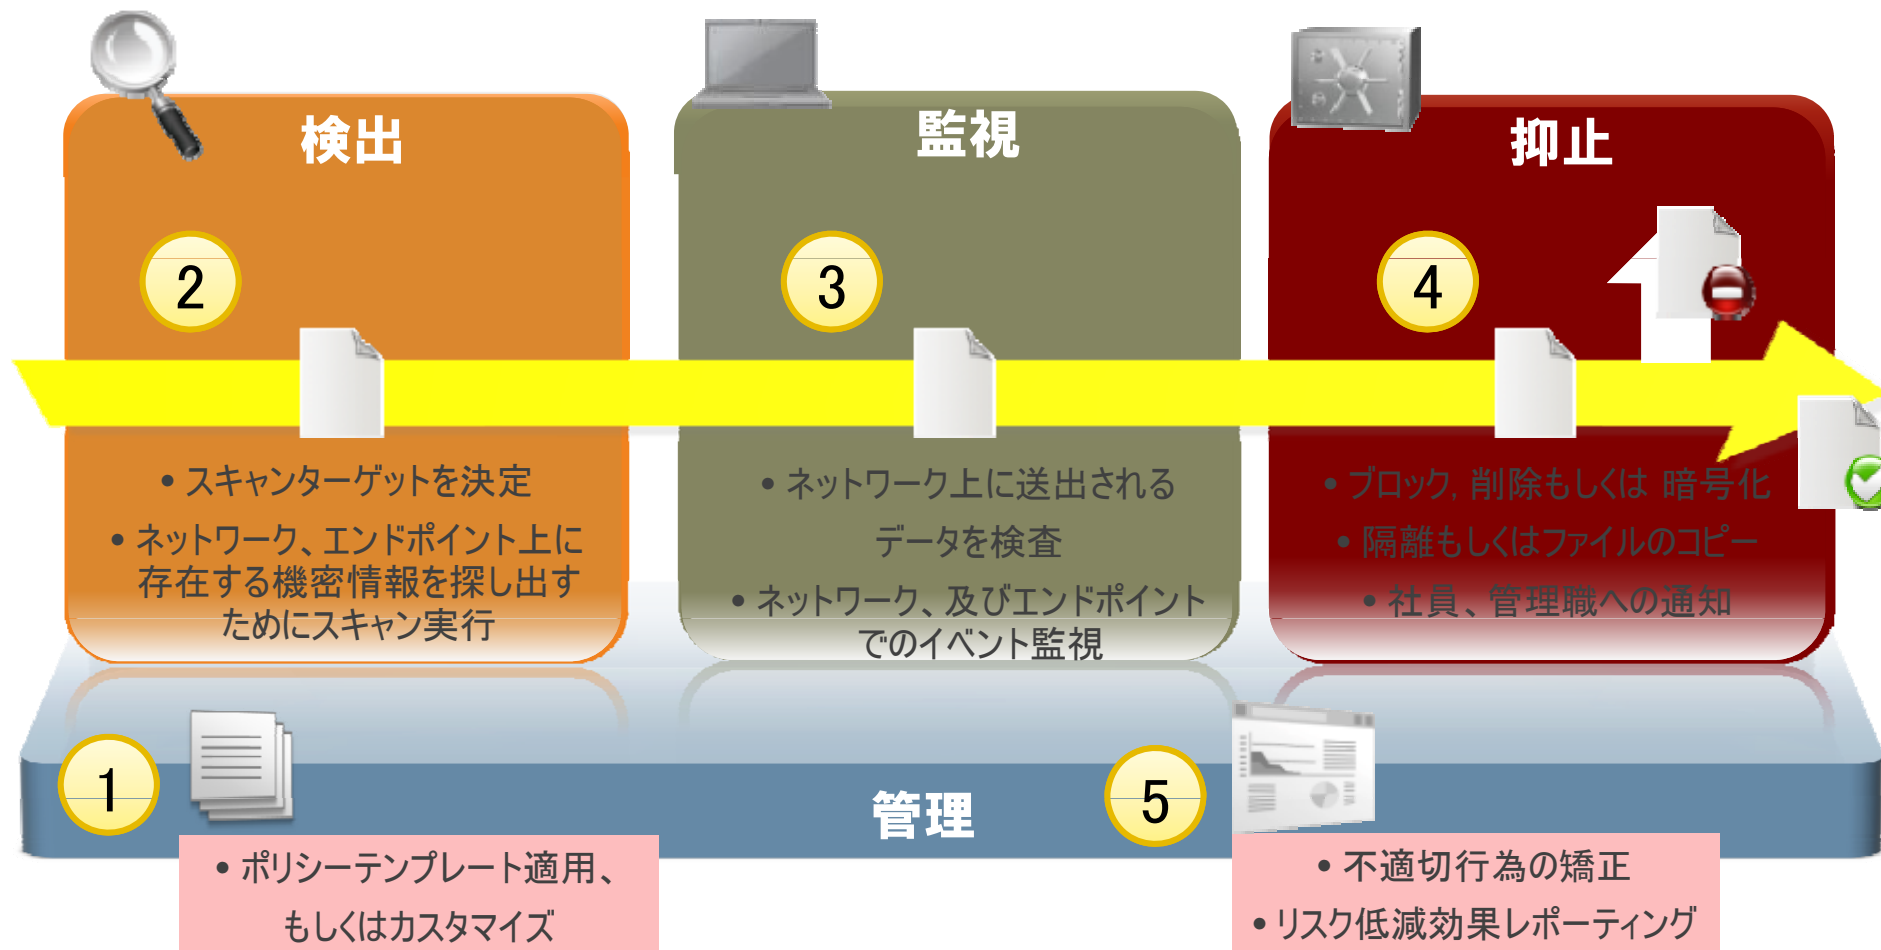 検出
2
• スキャンターゲットを決定
• ネットワーク、エンドポイント上に
存在する機密情報を探し出す
ためにスキャン実行
監視
3
• ネットワーク上に送出される
データを検査
• ネットワーク、及びエンドポイント
でのイベント監視
抑止
4
• ブロック, 削除もしくは 暗号化
• 隔離もしくはファイルのコピー
• 社員、管理職への通知
1
管理
5
• ポリシーテンプレート適用、
もしくはカスタマイズ
• 不適切行為の矯正
• リスク低減効果レポーティング